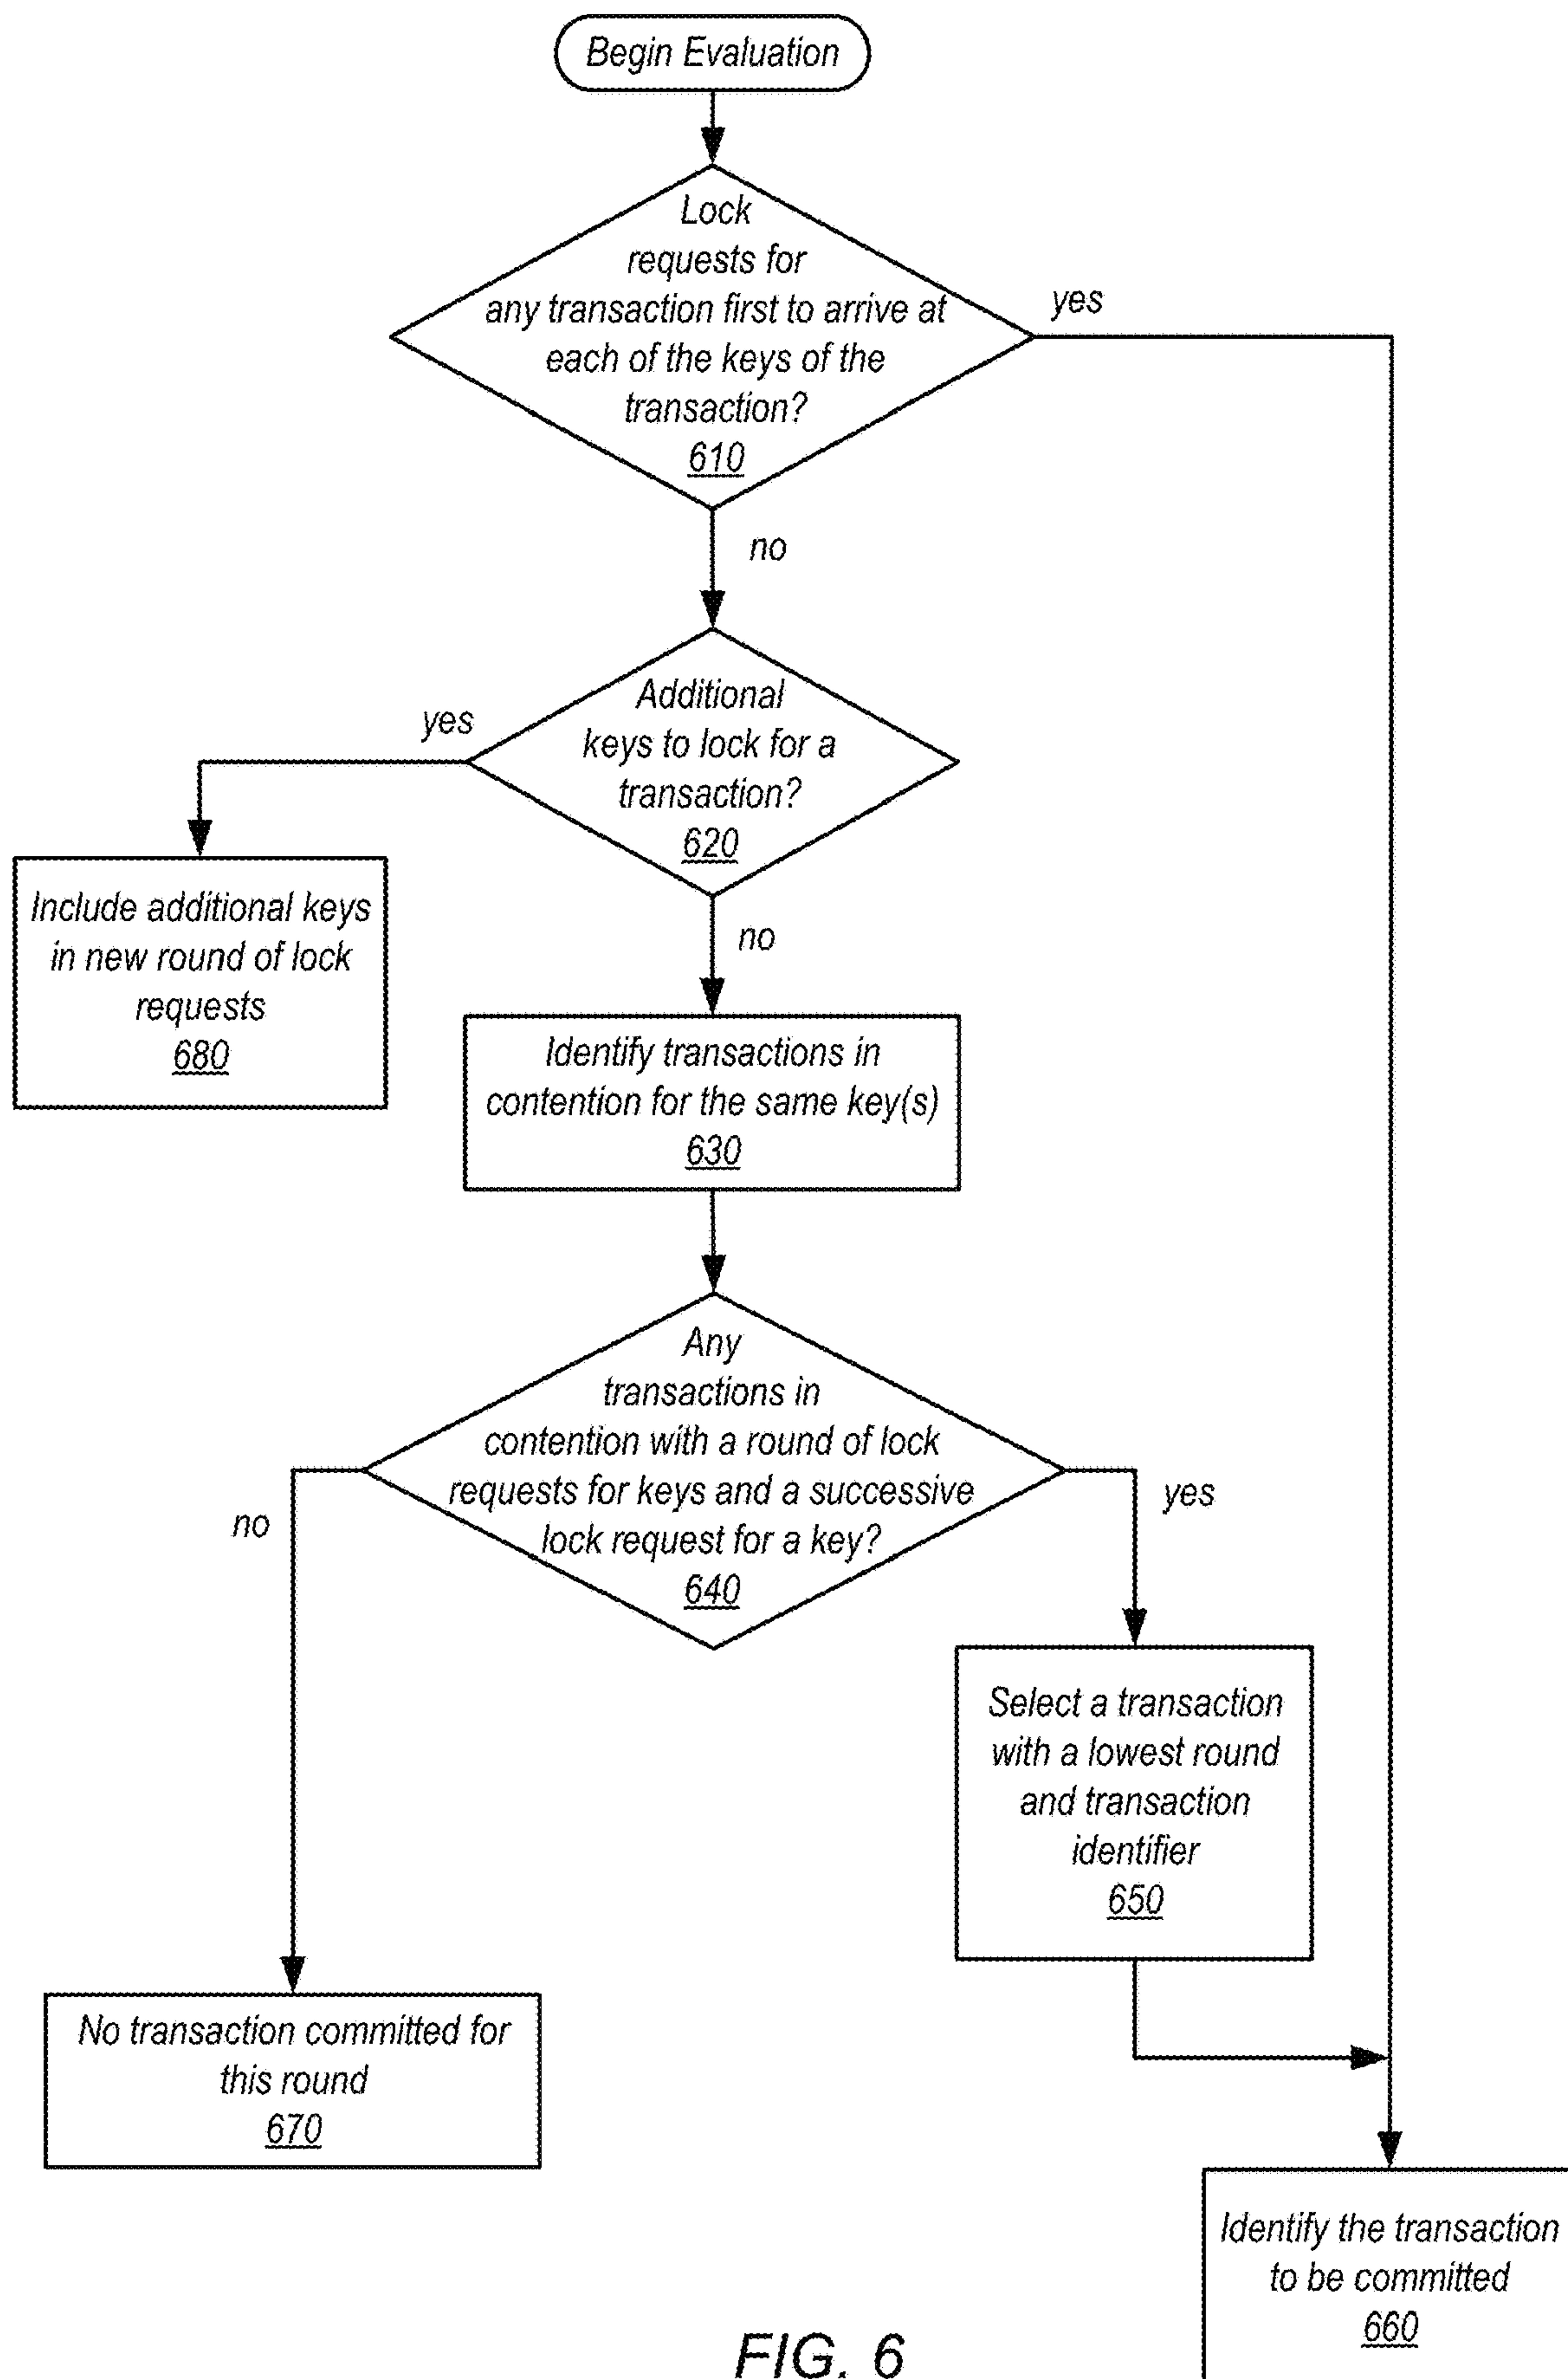 Begin Evaluation
Lock
requests for
any transaction first to arrive at
each of the keys of the
transaction?
610
yes
no
Additional
keys to lock for a
transaction?
620
yes
Include additional keys
in new round of lock
requests
680
no
Identify transactions in
contention for the same key(s)
630
Any
transactions in
contention with a round of lock
requests for keys and a successive
lock request for a key?
640
no
yes
Select a transaction
with a lowest round
and transaction
identifier
650
No transaction committed for
this round
670
Identify the transaction
to be committed
660
FIG. 6